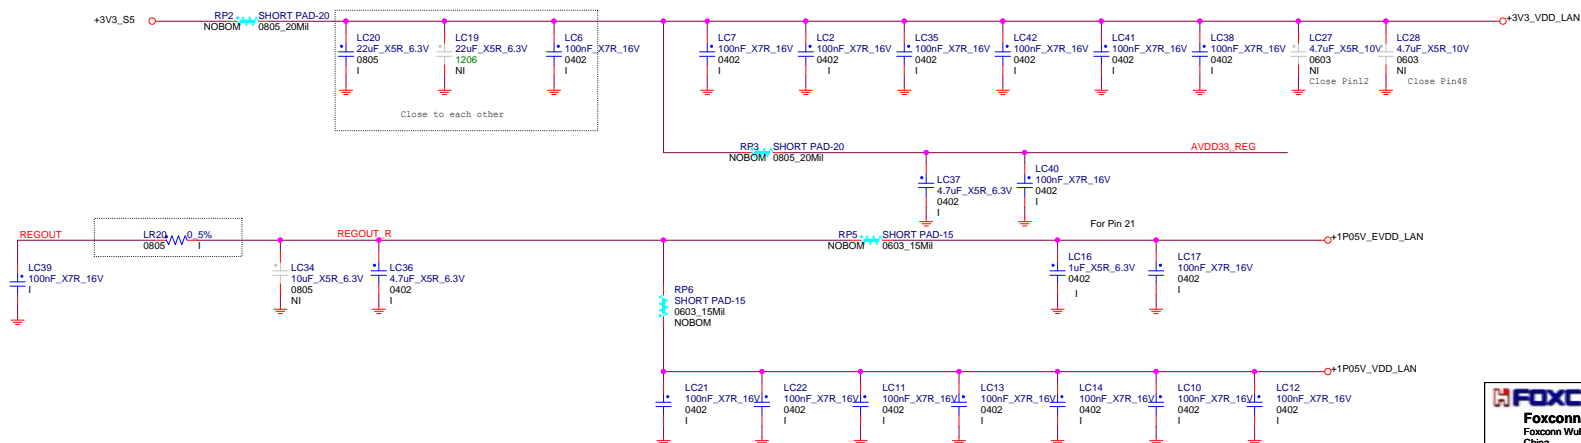 +3V3_S5
RP2 SHORT PAD-20
NOBOM 0805_20Mil
LC20
22uF_X5R_6.3V
0805
I
LC19
22uF_X5R_6.3V
1206
NI
LC6
100nF_X7R_16V
0402
I
Close to each other
LC7
100nF_X7R_16V
0402
I
LC2
100nF_X7R_16V
0402
I
LC35
100nF_X7R_16V
0402
I
LC42
100nF_X7R_16V
0402
I
LC41
100nF_X7R_16V
0402
I
LC38
100nF_X7R_16V
0402
I
LC27
4.7uF_X5R_10V
0603
NI
Close Pin12
LC28
4.7uF_X5R_10V
0603
NI
Close Pin48
+3V3_VDD_LAN
RP3 SHORT PAD-20
NOBOM 0805_20Mil
AVDD33_REG
LC37
4.7uF_X5R_6.3V
0402
I
LC40
100nF_X7R_16V
0402
I
For Pin 21
REGOUT
LR20 0_5%
0805 I
REGOUT_R
RP5 SHORT PAD-15
NOBOM 0603_15Mil
+1P05V_EVDD_LAN
LC39
100nF_X7R_16V
I
LC34
10uF_X5R_6.3V
0805
NI
LC36
4.7uF_X5R_6.3V
0402
I
LC16
1uF_X5R_6.3V
0402
I
LC17
100nF_X7R_16V
0402
I
RP6
SHORT PAD-15
0603_15Mil
NOBOM
+1P05V_VDD_LAN
LC21
100nF_X7R_16V
0402
I
LC22
100nF_X7R_16V
0402
I
LC11
100nF_X7R_16V
0402
I
LC13
100nF_X7R_16V
0402
I
LC14
100nF_X7R_16V
0402
I
LC10
100nF_X7R_16V
0402
I
LC12
100nF_X7R_16V
0402
I
FOXC
Foxconn
Foxconn Wul
China